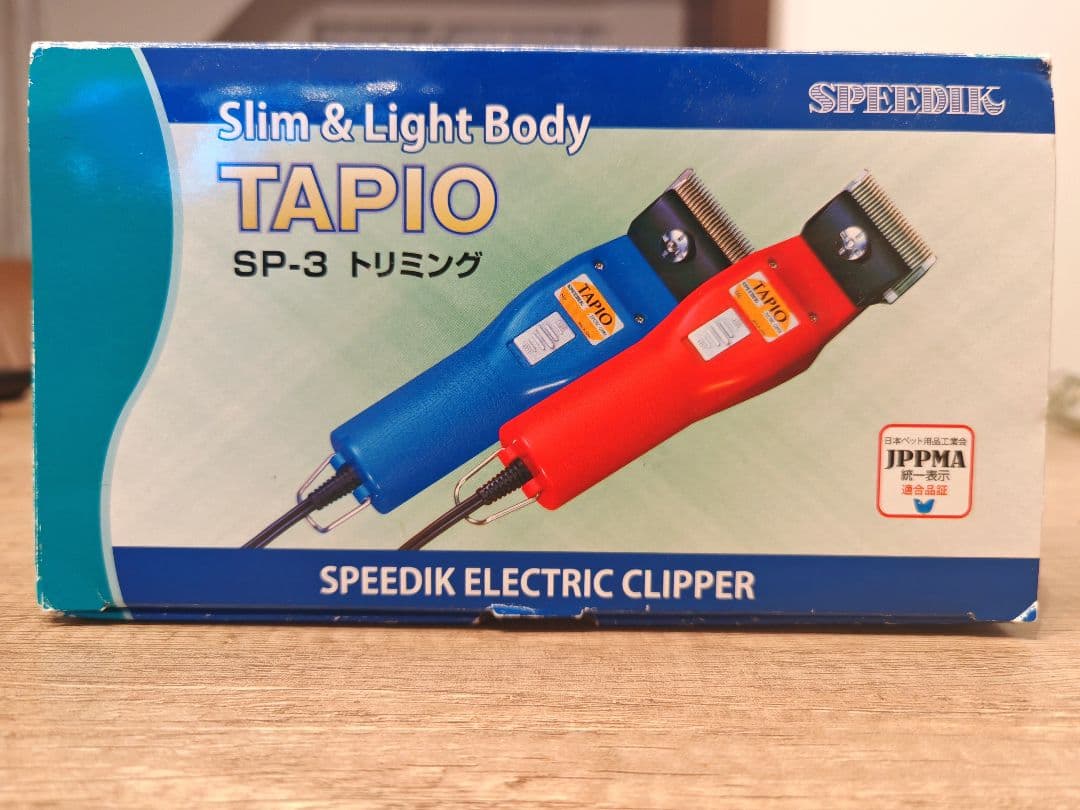 SPEEDIK
Slim & Light Body
TAPIO
SP-3 トリミング
TAPIO
TAPIO
日本ペット用品工業会
JPPMA
統一表示
適合品証
SPEEDIK ELECTRIC CLIPPER